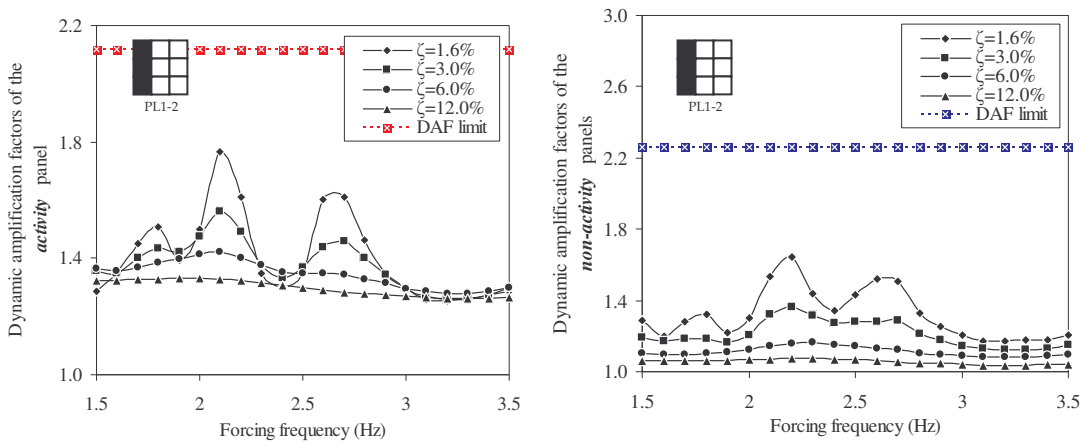 Dynamic amplification factors of the
activity panel
2.2
1.8
1.4
1.0
1.5
2
2.5
3
3.5
Forcing frequency (Hz)
PL1-2
ζ=1.6%
ζ=3.0%
ζ=6.0%
ζ=12.0%
DAF limit
Dynamic amplification factors of the
non-activity panels
3.0
2.6
2.2
1.8
1.4
1.0
1.5
2
2.5
3
3.5
Forcing frequency (Hz)
PL1-2
ζ=1.6%
ζ=3.0%
ζ=6.0%
ζ=12.0%
DAF limit